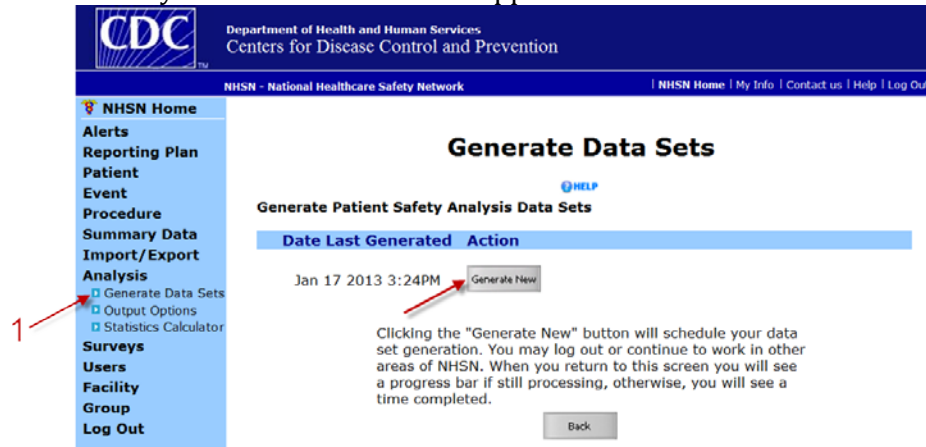 CDC
TM
Department of Health and Human Services
Centers for Disease Control and Prevention
NHSN - National Healthcare Safety Network
| NHSN Home | My Info | Contact us | Help | Log Out
NHSN Home
Alerts
Reporting Plan
Patient
Event
Procedure
Summary Data
Import/Export
Analysis
Generate Data Sets
Output Options
Statistics Calculator
Surveys
Users
Facility
Group
Log Out
1
Generate Data Sets
HELP
Generate Patient Safety Analysis Data Sets
Date Last Generated Action
Jan 17 2013 3:24PM Generate New
Clicking the "Generate New" button will schedule your data
set generation. You may log out or continue to work in other
areas of NHSN. When you return to this screen you will see
a progress bar if still processing, otherwise, you will see a
time completed.
Back